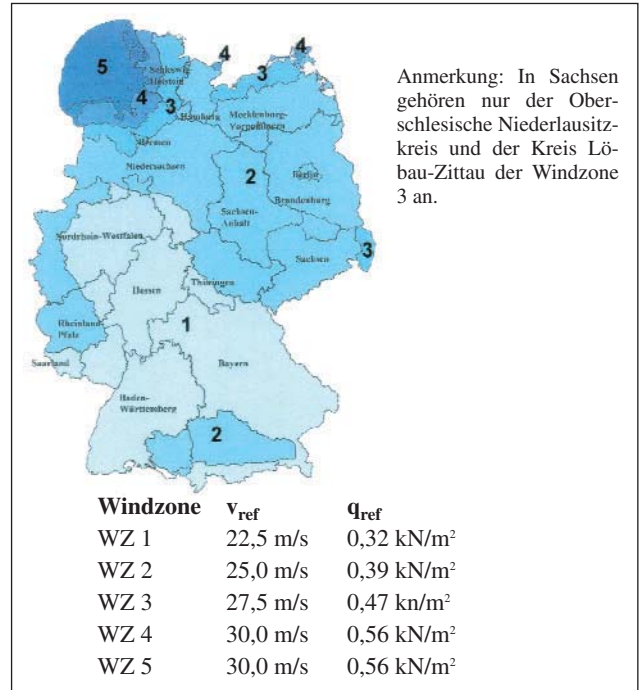 4
5
4
Schleswig-
Holstein
3
4
3
Hamburg
Mecklenburg-
Vorpommern
Bremen
Niedersachsen
2
Berlin
Brandenburg
Sachsen-
Anhalt
Nordrhein-Westfalen
3
Sachsen
Thüringen
Hessen
Rheinland-
Pfalz
1
Saarland
Bayern
Baden-
Württemberg
2
Anmerkung: In Sachsen
gehören nur der Ober-
schlesische Niederlausitz-
kreis und der Kreis Lö-
bau-Zittau der Windzone
3 an.
Windzone v_ref q_ref
WZ 1 22,5 m/s 0,32 kN/m²
WZ 2 25,0 m/s 0,39 kN/m²
WZ 3 27,5 m/s 0,47 kn/m²
WZ 4 30,0 m/s 0,56 kN/m²
WZ 5 30,0 m/s 0,56 kN/m²